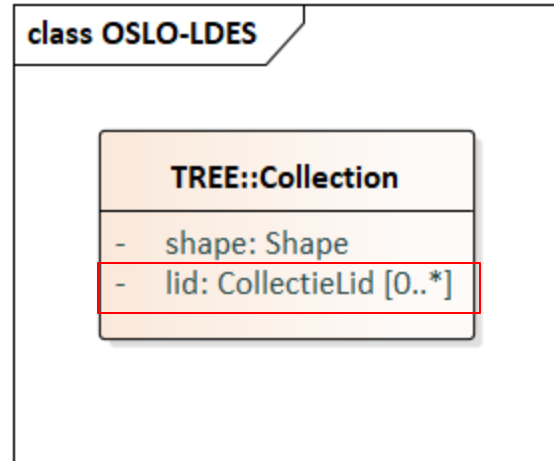 class OSLO-LDES
TREE::Collection
- shape: Shape
- lid: CollectieLid [0..*]